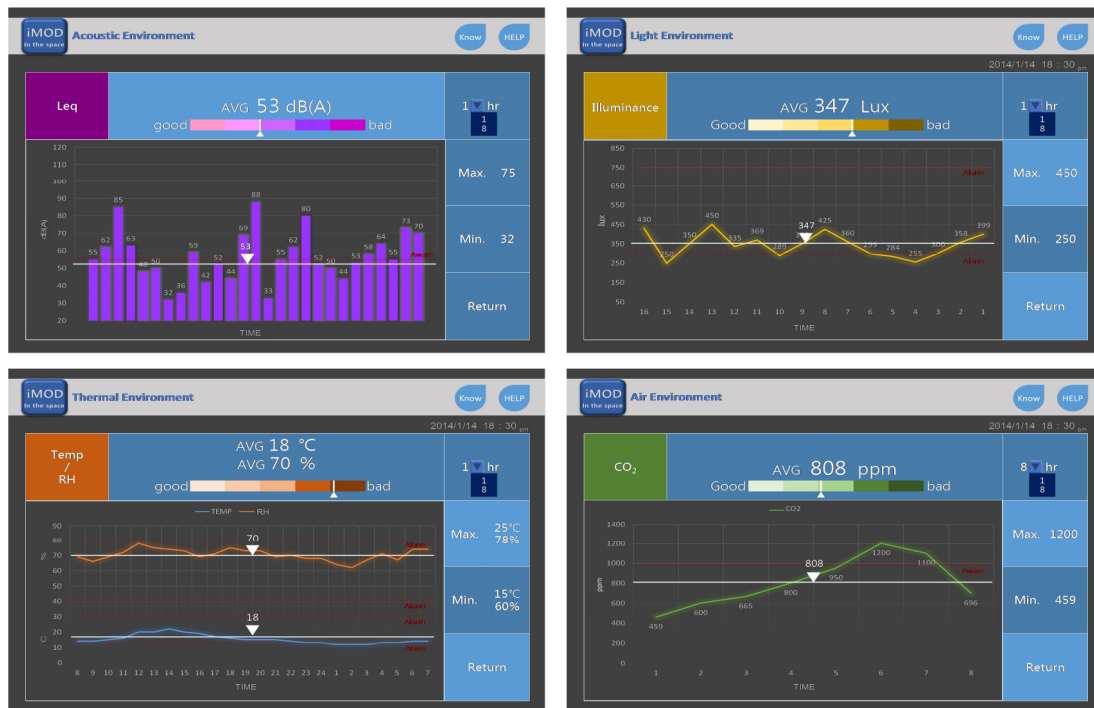 iMOD
In the space
Acoustic Environment
Know
HELP
Leq
AVG 53 dB(A)
good bad
1 hr
1
8
120
110
100
90
80
70
60
50
40
30
20
dB(A)
55 62 85 63 48 50 32 36 59 42 52 44 69 88 33 55 62 80 52 50 44 53 58 64 73 70
53
TIME
Max. 75
Min. 32
Return
iMOD
In the space
Light Environment
Know
HELP
2014/1/14 18 : 30 pm
Illuminance
AVG 347 Lux
Good bad
1 hr
1
8
850
750
650
550
450
350
250
150
50
lux
430 250 350 450 335 369 289 425 360 299 284 255 300 358 399
347
Alarm
Alarm
16 15 14 13 12 11 10 9 8 7 6 5 4 3 2 1
TIME
Max. 450
Min. 250
Return
iMOD
In the space
Thermal Environment
Know
HELP
2014/1/14 18 : 30 pm
Temp
/
RH
AVG 18 °C
AVG 70 %
good bad
1 hr
1
8
TEMP RH
90
80
70
60
50
40
30
20
10
0
%
70
18
Alarm
Alarm
Alarm
Alarm
8 9 10 11 12 13 14 15 16 17 18 19 20 21 22 23 24 1 2 3 4 5 6 7
TIME
Max. 25°C
78%
Min. 15°C
60%
Return
iMOD
In the space
Air Environment
Know
HELP
2014/1/14 18 : 30 pm
CO2
AVG 808 ppm
Good bad
8 hr
1
8
CO2
1400
1200
1000
800
600
400
200
0
ppm
459 600 665 800 950 1200 1100 696
808
1 2 3 4 5 6 7 8
TIME
Max. 1200
Min. 459
Return